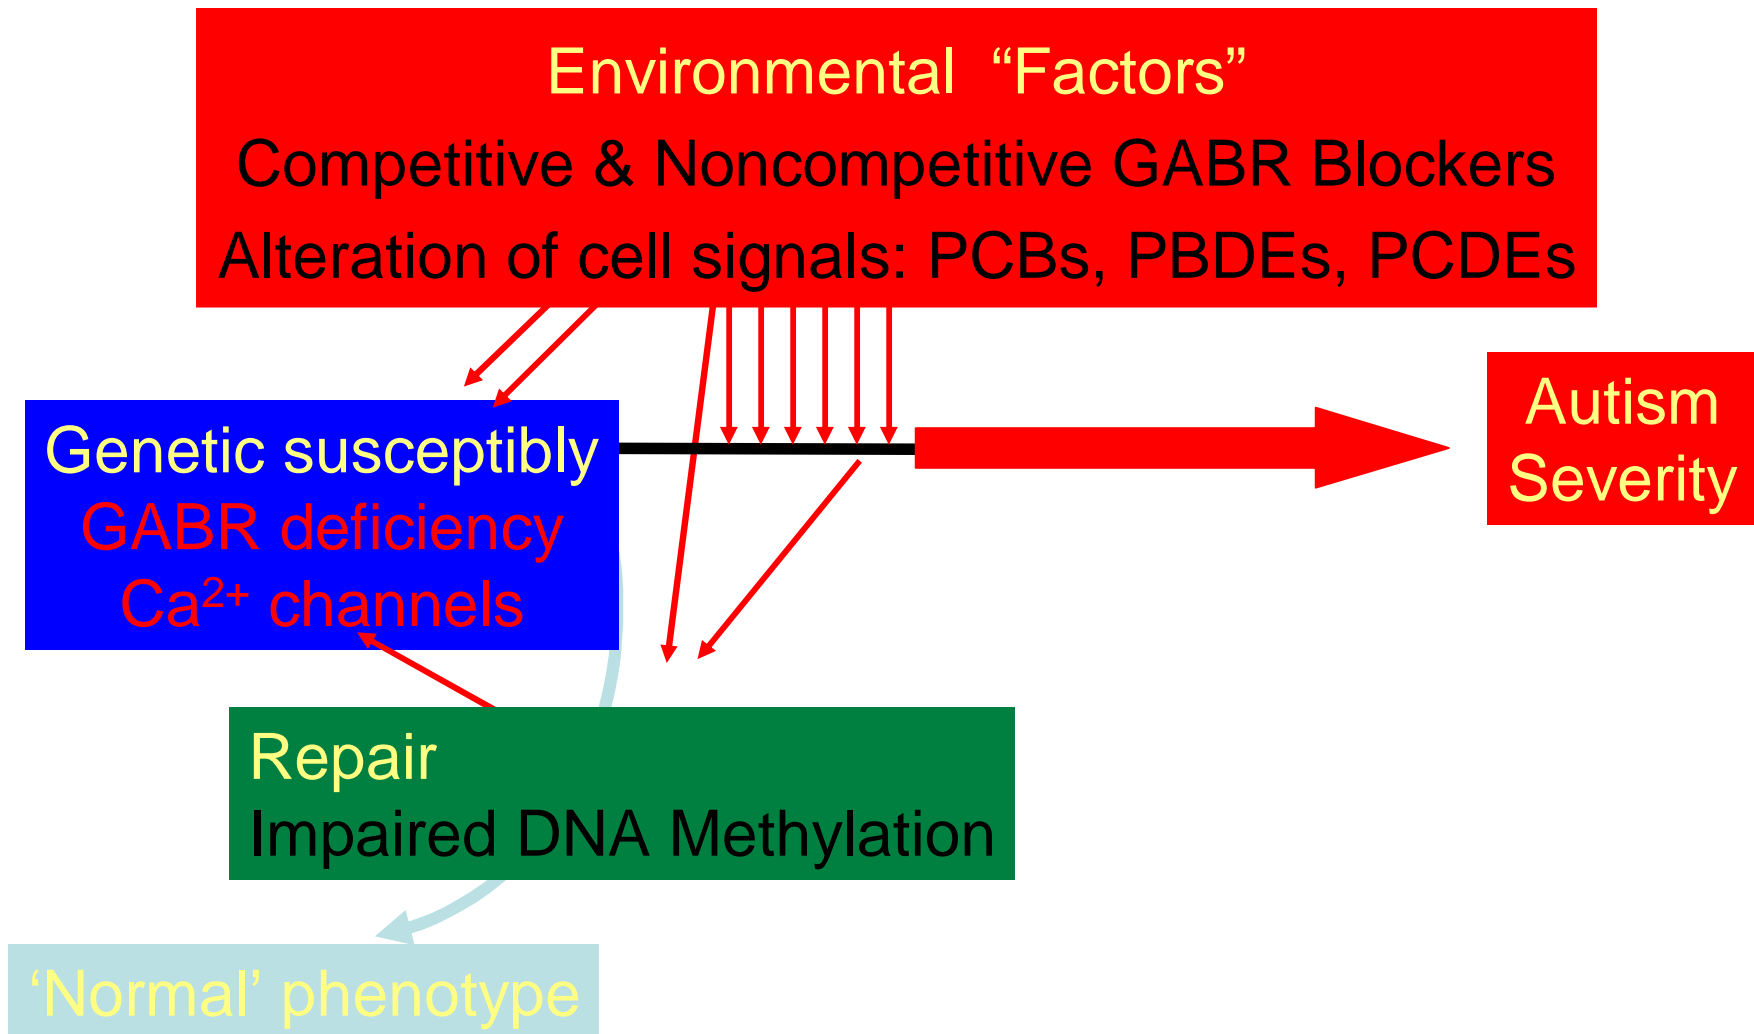 Environmental “Factors”
Competitive & Noncompetitive GABR Blockers
Alteration of cell signals: PCBs, PBDEs, PCDEs
Autism
Severity
Genetic susceptibly
GABR deficiency
Ca²⁺ channels
Repair
Impaired DNA Methylation
‘Normal’ phenotype